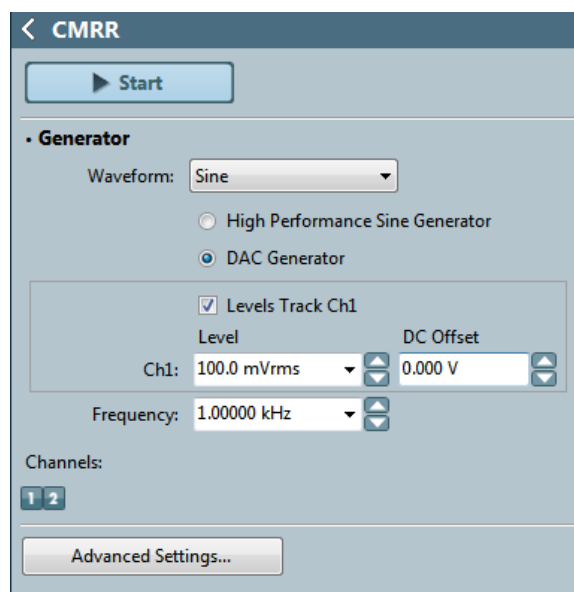 CMRR
Start
• Generator
Waveform: Sine
High Performance Sine Generator
DAC Generator
Levels Track Ch1
Level DC Offset
Ch1: 100.0 mVrms 0.000 V
Frequency: 1.00000 kHz
Channels:
1 2
Advanced Settings...